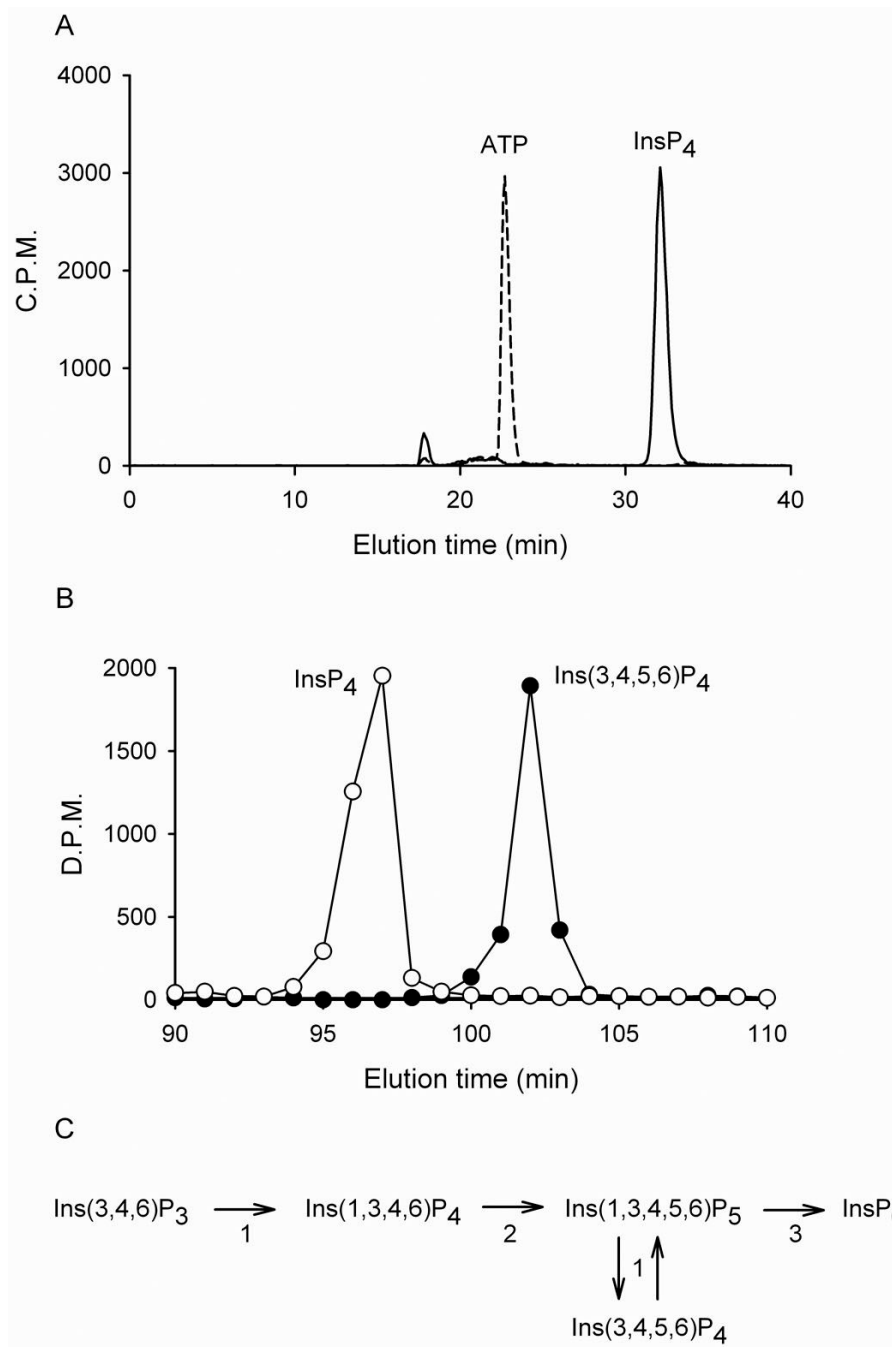 A
4000
3000
2000
1000
0
C.P.M.
ATP
InsP4
0 10 20 30 40
Elution time (min)
B
2000
1500
1000
500
0
D.P.M.
InsP4
Ins(3,4,5,6)P4
90 95 100 105 110
Elution time (min)
C
Ins(3,4,6)P3 1 Ins(1,3,4,6)P4 2 Ins(1,3,4,5,6)P5 3 InsP
1
Ins(3,4,5,6)P4